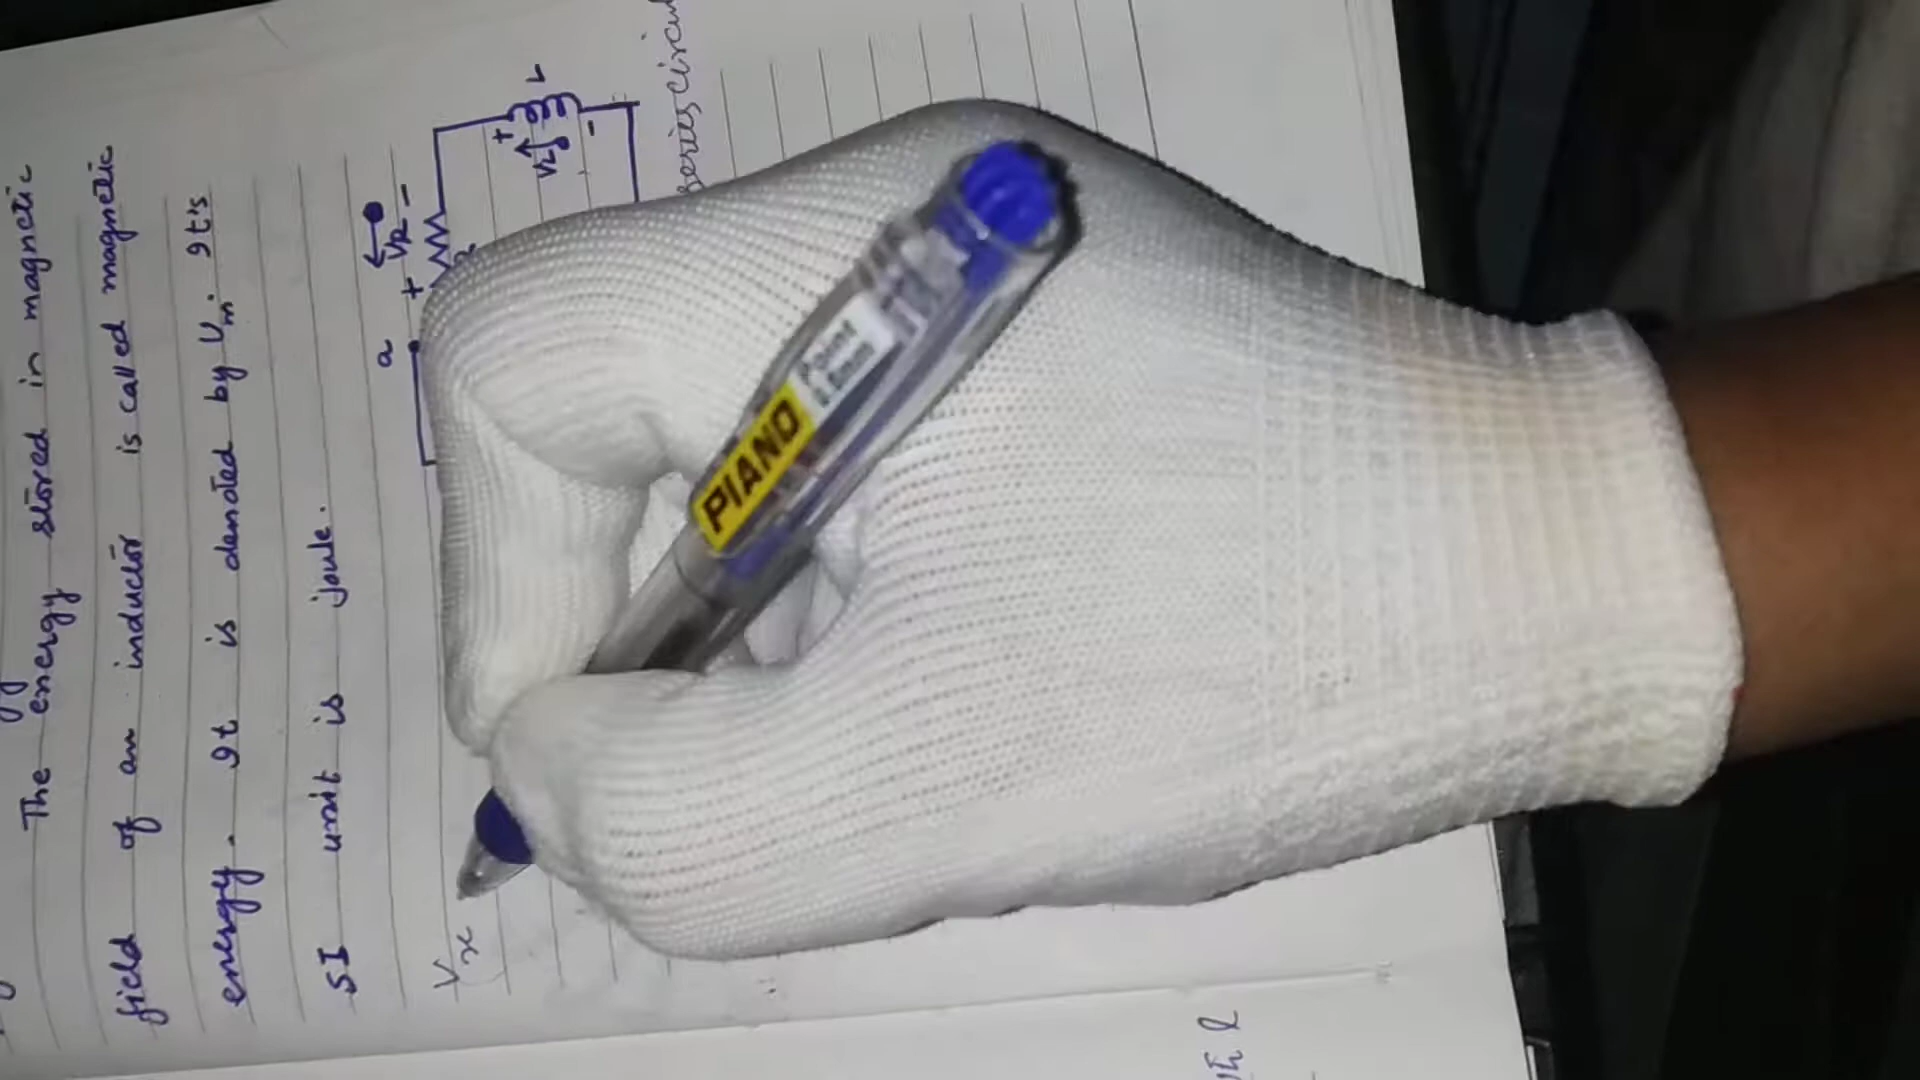 The energy stored in magnetic
field of an inductor is called magnetic
energy. It is denoted by Um. It's
SI unit is joule.
a
+ VR -
+
VL
-
L
series
Vx
PIANO
Point